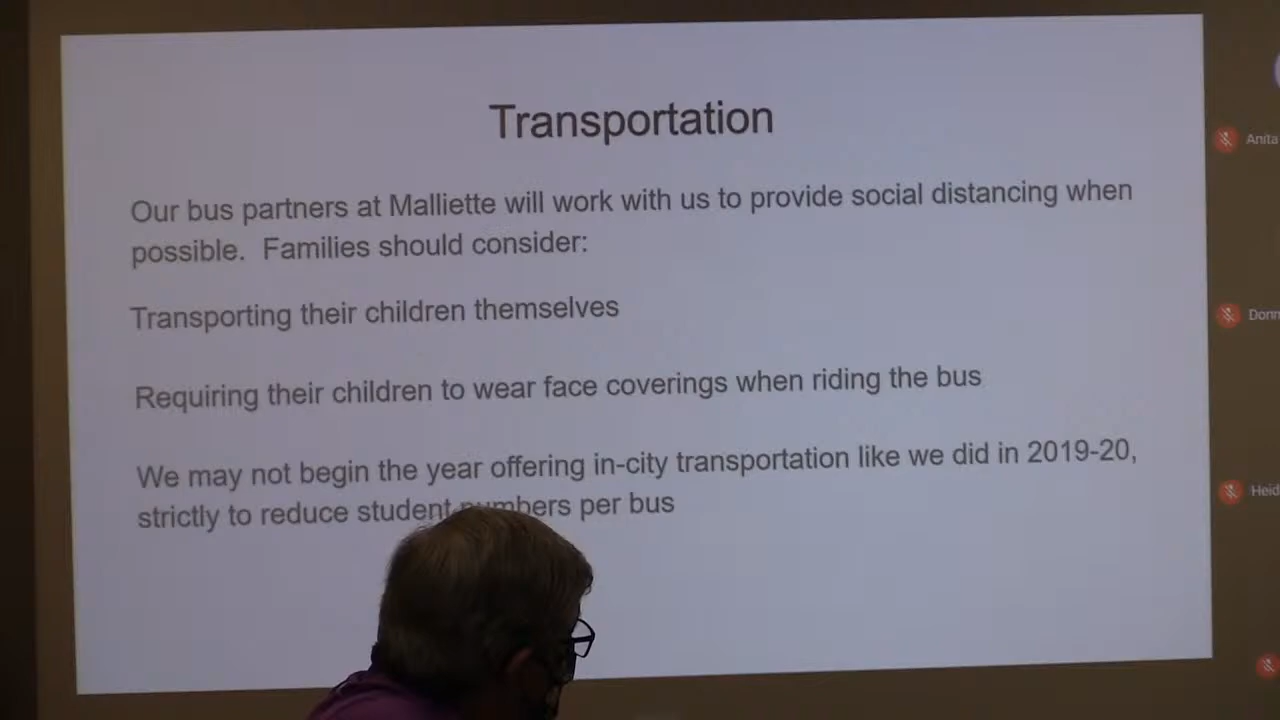 Transportation
Our bus partners at Malliette will work with us to provide social distancing when
possible. Families should consider:
Transporting their children themselves
Requiring their children to wear face coverings when riding the bus
We may not begin the year offering in-city transportation like we did in 2019-20,
strictly to reduce student numbers per bus
Anita
Donn
Heid